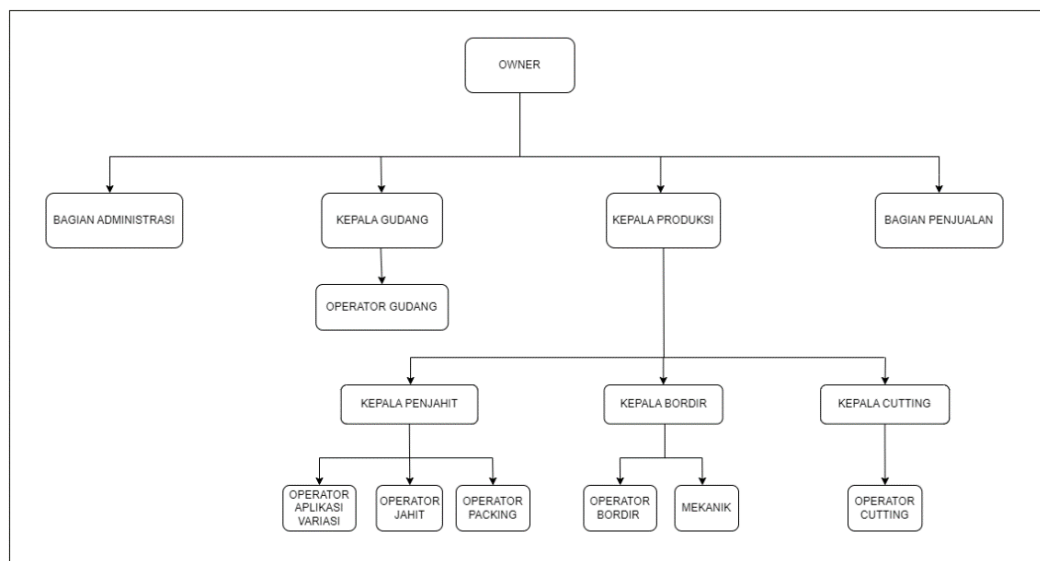 OWNER
BAGIAN ADMINISTRASI
KEPALA GUDANG
KEPALA PRODUKSI
BAGIAN PENJUALAN
OPERATOR GUDANG
KEPALA PENJAHIT
KEPALA BORDIR
KEPALA CUTTING
OPERATOR
APLIKASI
VARIASI
OPERATOR
JAHIT
OPERATOR
PACKING
OPERATOR
BORDIR
MEKANIK
OPERATOR
CUTTING